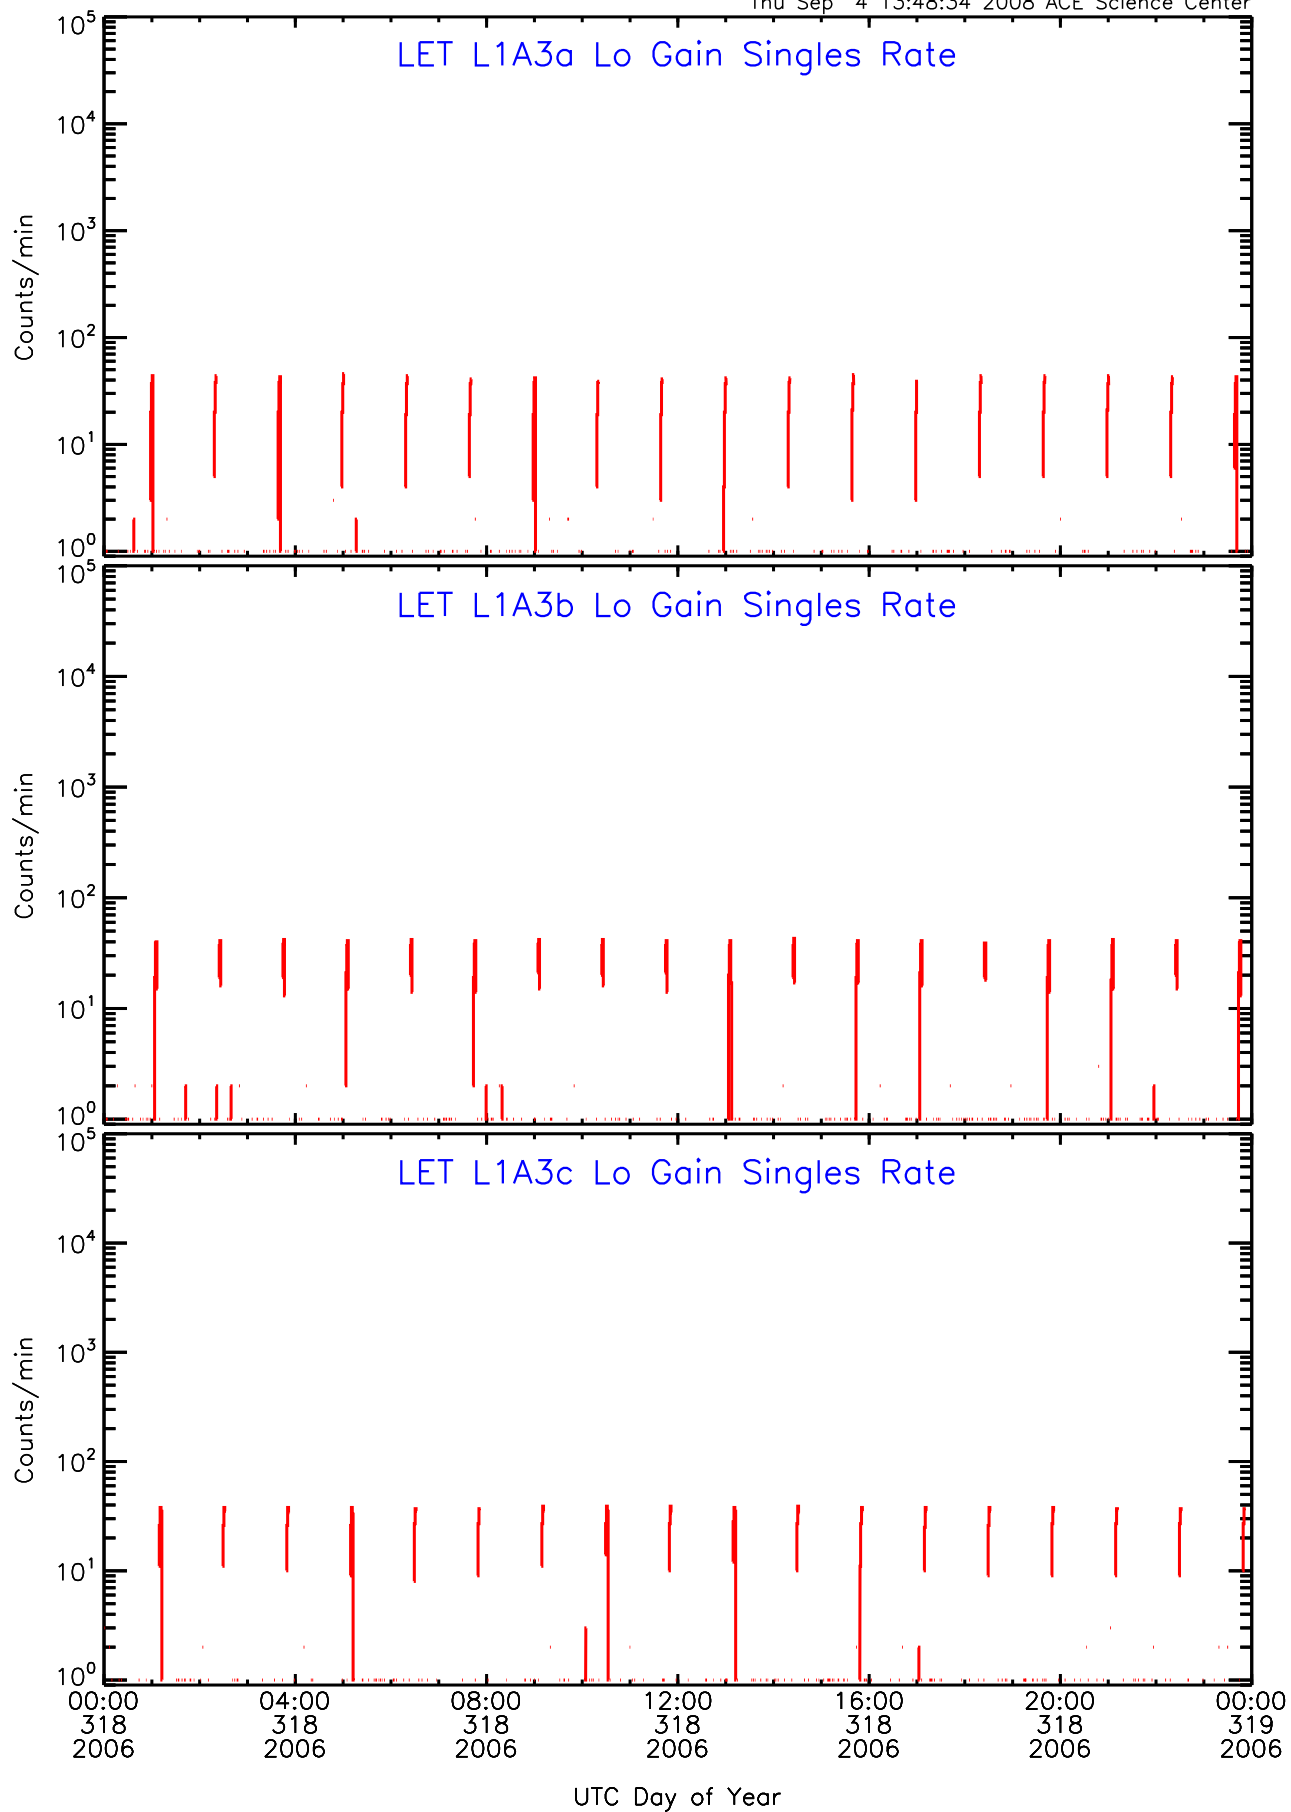 Thu Sep 4 13:48:34 2008 ACE Science Center
LET L1A3a Lo Gain Singles Rate
10^5
10^4
10^3
10^2
10^1
10^0
Counts/min
LET L1A3b Lo Gain Singles Rate
10^5
10^4
10^3
10^2
10^1
10^0
Counts/min
LET L1A3c Lo Gain Singles Rate
10^5
10^4
10^3
10^2
10^1
10^0
Counts/min
00:00 04:00 08:00 12:00 16:00 20:00 00:00
318 318 318 318 318 318 319
2006 2006 2006 2006 2006 2006 2006
UTC Day of Year